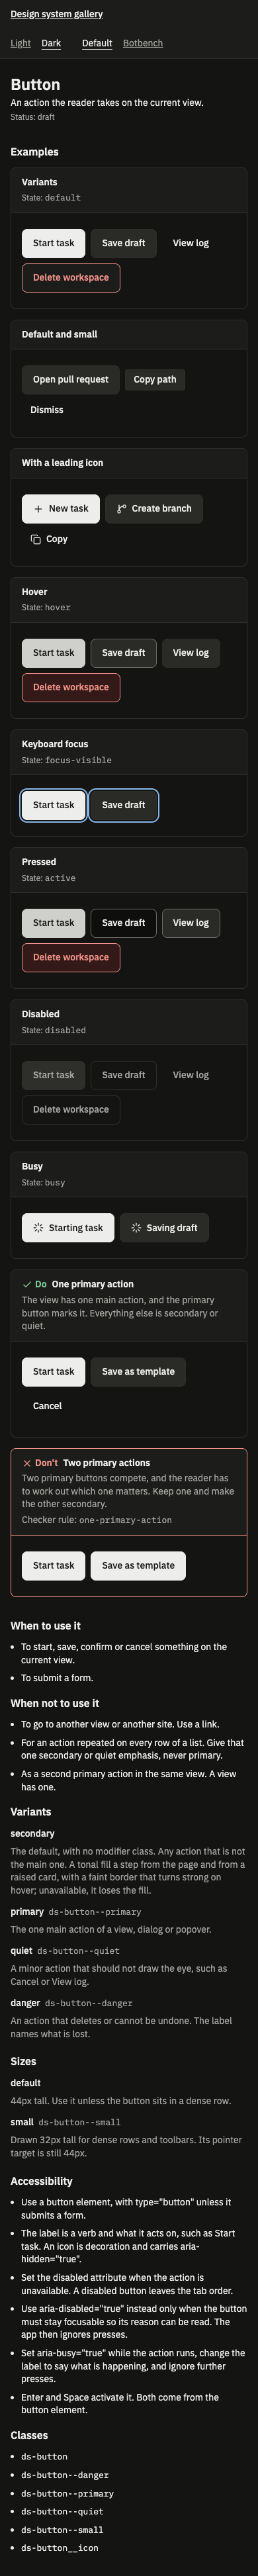 Design system gallery
Light Dark Default Botbench
Button
An action the reader takes on the current view.
Status: draft
Examples
Variants
State: default
Start task Save draft View log
Delete workspace
Default and small
Open pull request Copy path
Dismiss
With a leading icon
New task Create branch
Copy
Hover
State: hover
Start task Save draft View log
Delete workspace
Keyboard focus
State: focus-visible
Start task Save draft
Pressed
State: active
Start task Save draft View log
Delete workspace
Disabled
State: disabled
Start task Save draft View log
Delete workspace
Busy
State: busy
Starting task Saving draft
Do One primary action
The view has one main action, and the primary
button marks it. Everything else is secondary or
quiet.
Start task Save as template
Cancel
Don't Two primary actions
Two primary buttons compete, and the reader has
to work out which one matters. Keep one and make
the other secondary.
Checker rule: one-primary-action
Start task Save as template
When to use it
• To start, save, confirm or cancel something on the
current view.
• To submit a form.
When not to use it
• To go to another view or another site. Use a link.
• For an action repeated on every row of a list. Give that
one secondary or quiet emphasis, never primary.
• As a second primary action in the same view. A view
has one.
Variants
secondary
The default, with no modifier class. Any action that is not
the main one. A tonal fill a step from the page and from a
raised card, with a faint border that turns strong on
hover; unavailable, it loses the fill.
primary ds-button--primary
The one main action of a view, dialog or popover.
quiet ds-button--quiet
A minor action that should not draw the eye, such as
Cancel or View log.
danger ds-button--danger
An action that deletes or cannot be undone. The label
names what is lost.
Sizes
default
44px tall. Use it unless the button sits in a dense row.
small ds-button--small
Drawn 32px tall for dense rows and toolbars. Its pointer
target is still 44px.
Accessibility
• Use a button element, with type="button" unless it
submits a form.
• The label is a verb and what it acts on, such as Start
task. An icon is decoration and carries aria-
hidden="true".
• Set the disabled attribute when the action is
unavailable. A disabled button leaves the tab order.
• Use aria-disabled="true" instead only when the button
must stay focusable so its reason can be read. The
app then ignores presses.
• Set aria-busy="true" while the action runs, change the
label to say what is happening, and ignore further
presses.
• Enter and Space activate it. Both come from the
button element.
Classes
• ds-button
• ds-button--danger
• ds-button--primary
• ds-button--quiet
• ds-button--small
• ds-button__icon